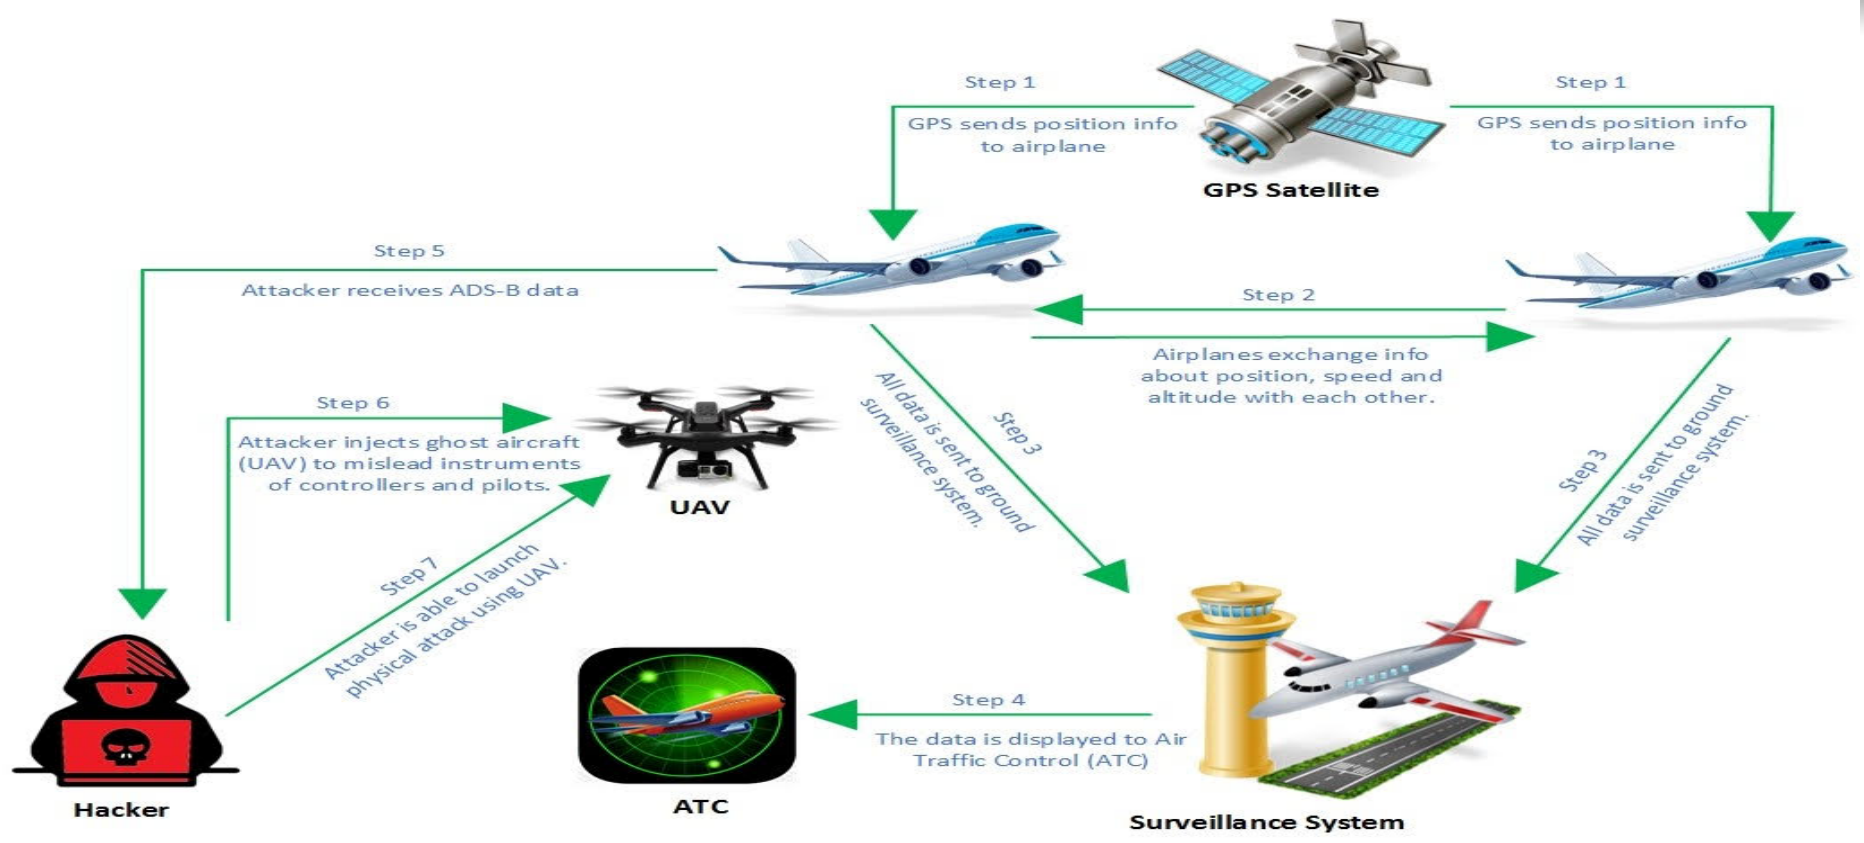 Step 1
GPS sends position info
to airplane
Step 1
GPS sends position info
to airplane
GPS Satellite
Step 5
Attacker receives ADS-B data
Step 2
Airplanes exchange info
about position, speed and
altitude with each other.
Step 6
Attacker injects ghost aircraft
(UAV) to mislead instruments
of controllers and pilots.
UAV
Step 3
All data is sent to ground
surveillance system.
Step 3
All data is sent to ground
surveillance system.
Step 7
Attacker is able to launch
physical attack using UAV.
Step 4
The data is displayed to Air
Traffic Control (ATC)
Hacker
ATC
Surveillance System